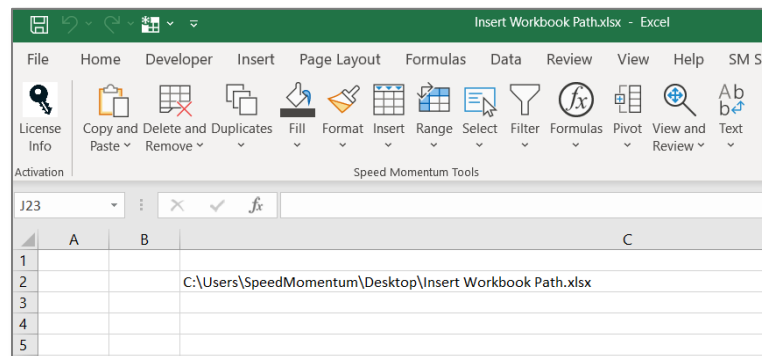 Insert Workbook Path.xlsx - Excel
File Home Developer Insert Page Layout Formulas Data Review View Help SM S
License Info Copy and Paste Delete and Remove Duplicates Fill Format Insert Range Select Filter Formulas Pivot View and Review Text
Activation Speed Momentum Tools
J23 fx
A B C
1
2 C:\Users\SpeedMomentum\Desktop\Insert Workbook Path.xlsx
3
4
5